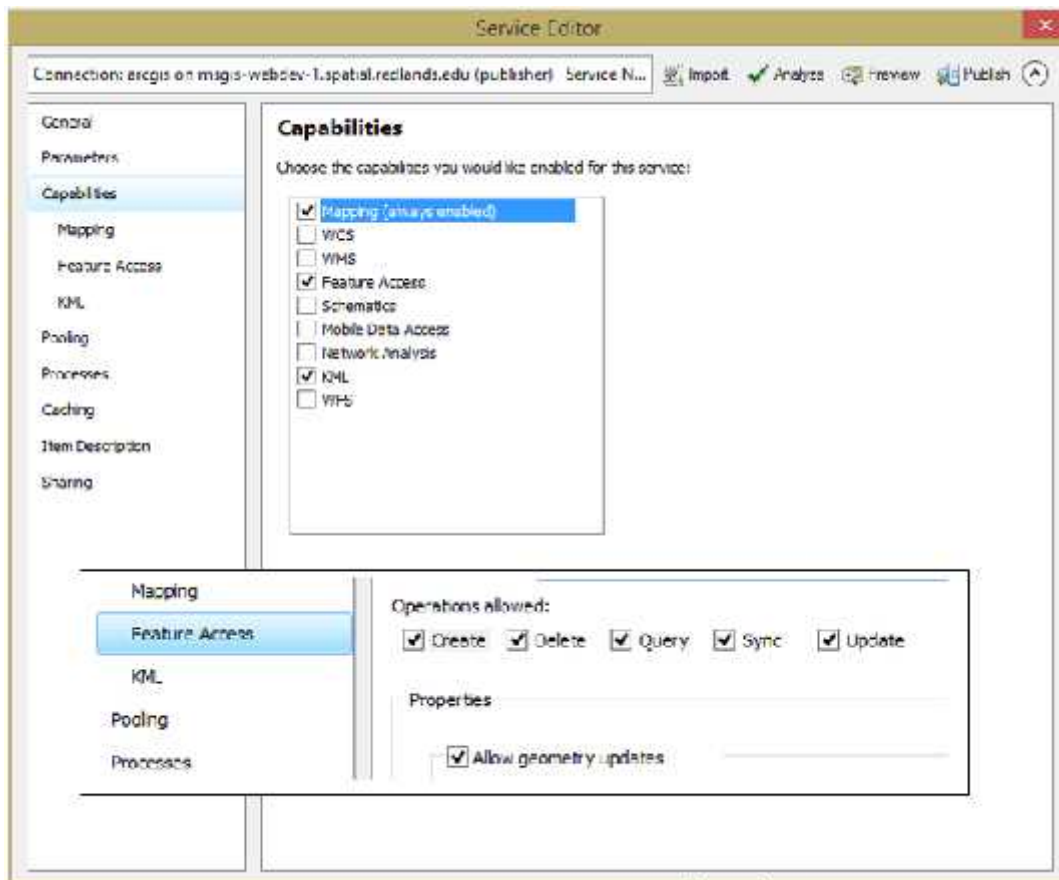 Service Editor
Connection: arcgis on msgis-webdev-1.spatial.redlands.edu (publisher) Service N... Import Analyze Preview Publish
General
Parameters
Capabilities
Mapping
Feature Access
KML
Pooling
Processes
Caching
Item Description
Sharing
Capabilities
Choose the capabilities you would like enabled for this service:
Mapping (always enabled)
WCS
WMS
Feature Access
Schematics
Mobile Data Access
Network Analysis
KML
WFS
Mapping
Feature Access
KML
Pooling
Processes
Operations allowed:
Create Delete Query Sync Update
Properties
Allow geometry updates